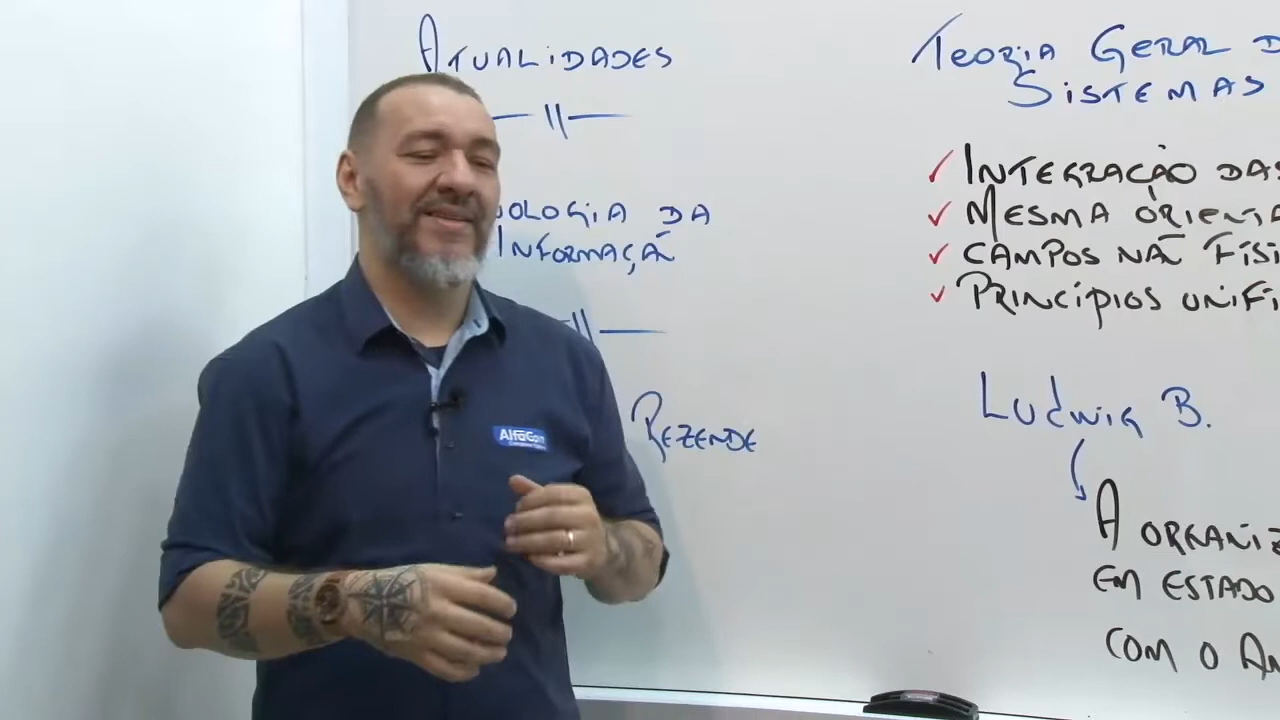 ATUALIDADES
OLOGIA DA
INFORMAÇÃ
REZENDE
TEORIA GERAL D
SISTEMAS
✓ INTEGRAÇÃO DAS
✓ MESMA ORIENTA
✓ CAMPOS NÃO FÍSI
✓ PRINCÍPIOS UNIFI
LUDWIG B.
A ORGANIZ
EM ESTADO
COM O AM
AlfaCon